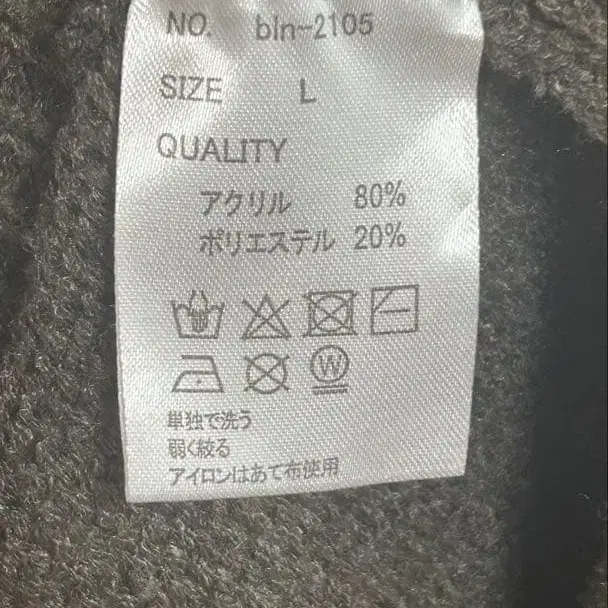 NO. bln-2105
SIZE L
QUALITY
アクリル 80%
ポリエステル 20%
W
単独で洗う
弱く絞る
アイロンはあて布使用